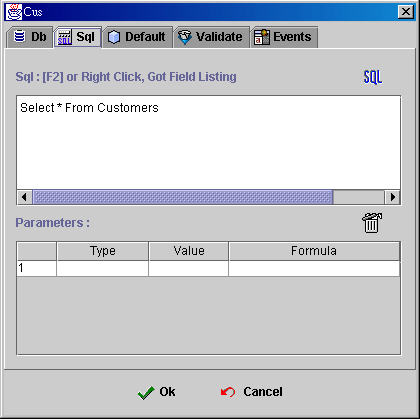 Cus
Db Sql Default Validate Events
Sql : [F2] or Right Click, Got Field Listing SQL
Select * From Customers
Parameters :
Type Value Formula
1
Ok Cancel